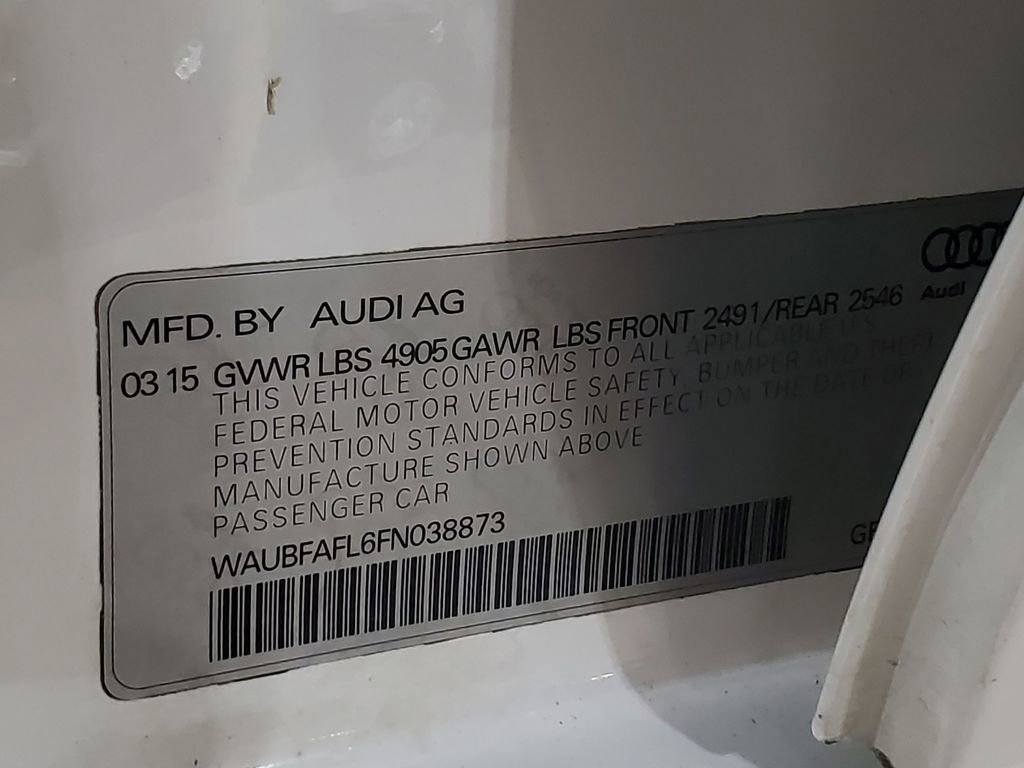 MFD. BY AUDI AG
Audi
03 15 GVWR LBS 4905 GAWR LBS FRONT 2491/REAR 2546
THIS VEHICLE CONFORMS TO ALL APPLICABLE U.S.
FEDERAL MOTOR VEHICLE SAFETY, BUMPER AND THEFT
PREVENTION STANDARDS IN EFFECT ON THE DATE OF
MANUFACTURE SHOWN ABOVE
PASSENGER CAR
WAUBFAFL6FN038873